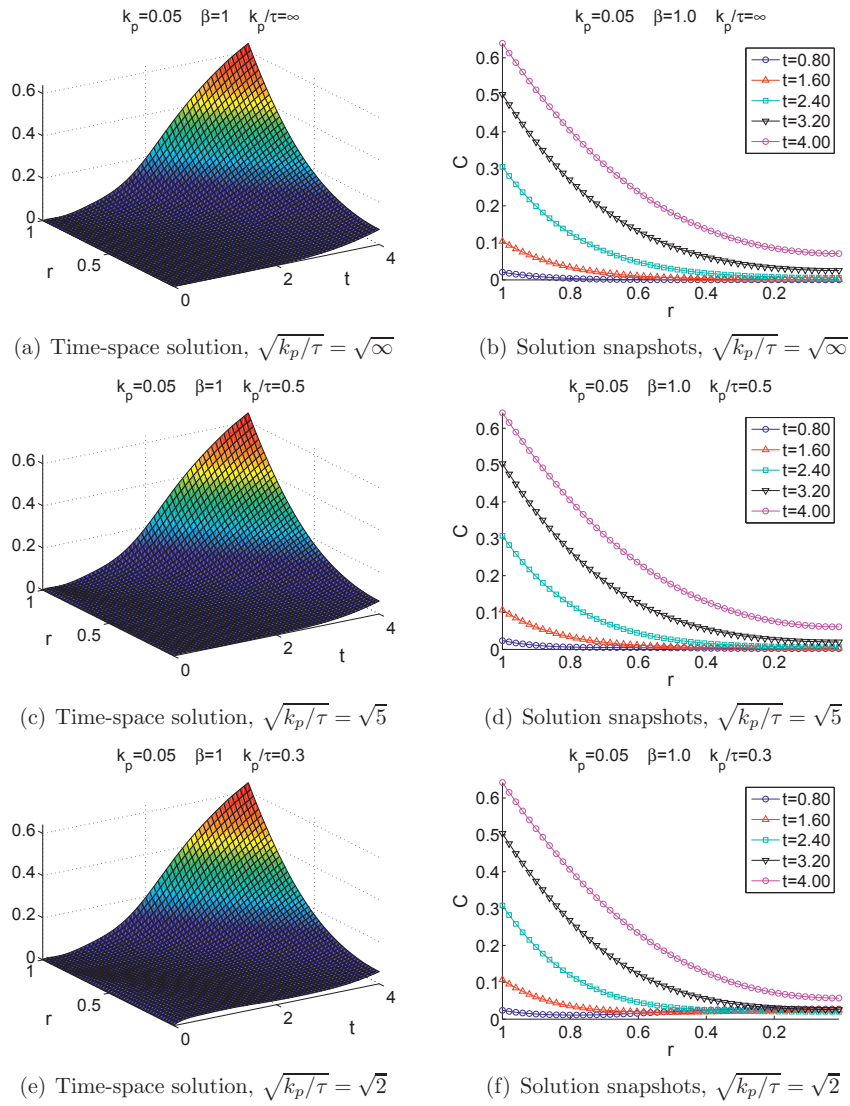 k_p=0.05 β=1 k_p/τ=∞
0.6
0.4
0.2
0
1
0.5
0
r
2
t
4
(a) Time-space solution, √(k_p/τ) = √∞
k_p=0.05 β=1.0 k_p/τ=∞
0.6
0.5
0.4
0.3
0.2
0.1
0
C
1 0.8 0.6 0.4 0.2
r
t=0.80
t=1.60
t=2.40
t=3.20
t=4.00
(b) Solution snapshots, √(k_p/τ) = √∞
k_p=0.05 β=1 k_p/τ=0.5
0.6
0.4
0.2
0
1
0.5
0
r
2
t
4
(c) Time-space solution, √(k_p/τ) = √5
k_p=0.05 β=1.0 k_p/τ=0.5
0.6
0.5
0.4
0.3
0.2
0.1
0
C
1 0.8 0.6 0.4 0.2
r
t=0.80
t=1.60
t=2.40
t=3.20
t=4.00
(d) Solution snapshots, √(k_p/τ) = √5
k_p=0.05 β=1 k_p/τ=0.3
0.6
0.4
0.2
0
1
0.5
0
r
2
t
4
(e) Time-space solution, √(k_p/τ) = √2
k_p=0.05 β=1.0 k_p/τ=0.3
0.6
0.5
0.4
0.3
0.2
0.1
0
C
1 0.8 0.6 0.4 0.2
r
t=0.80
t=1.60
t=2.40
t=3.20
t=4.00
(f) Solution snapshots, √(k_p/τ) = √2